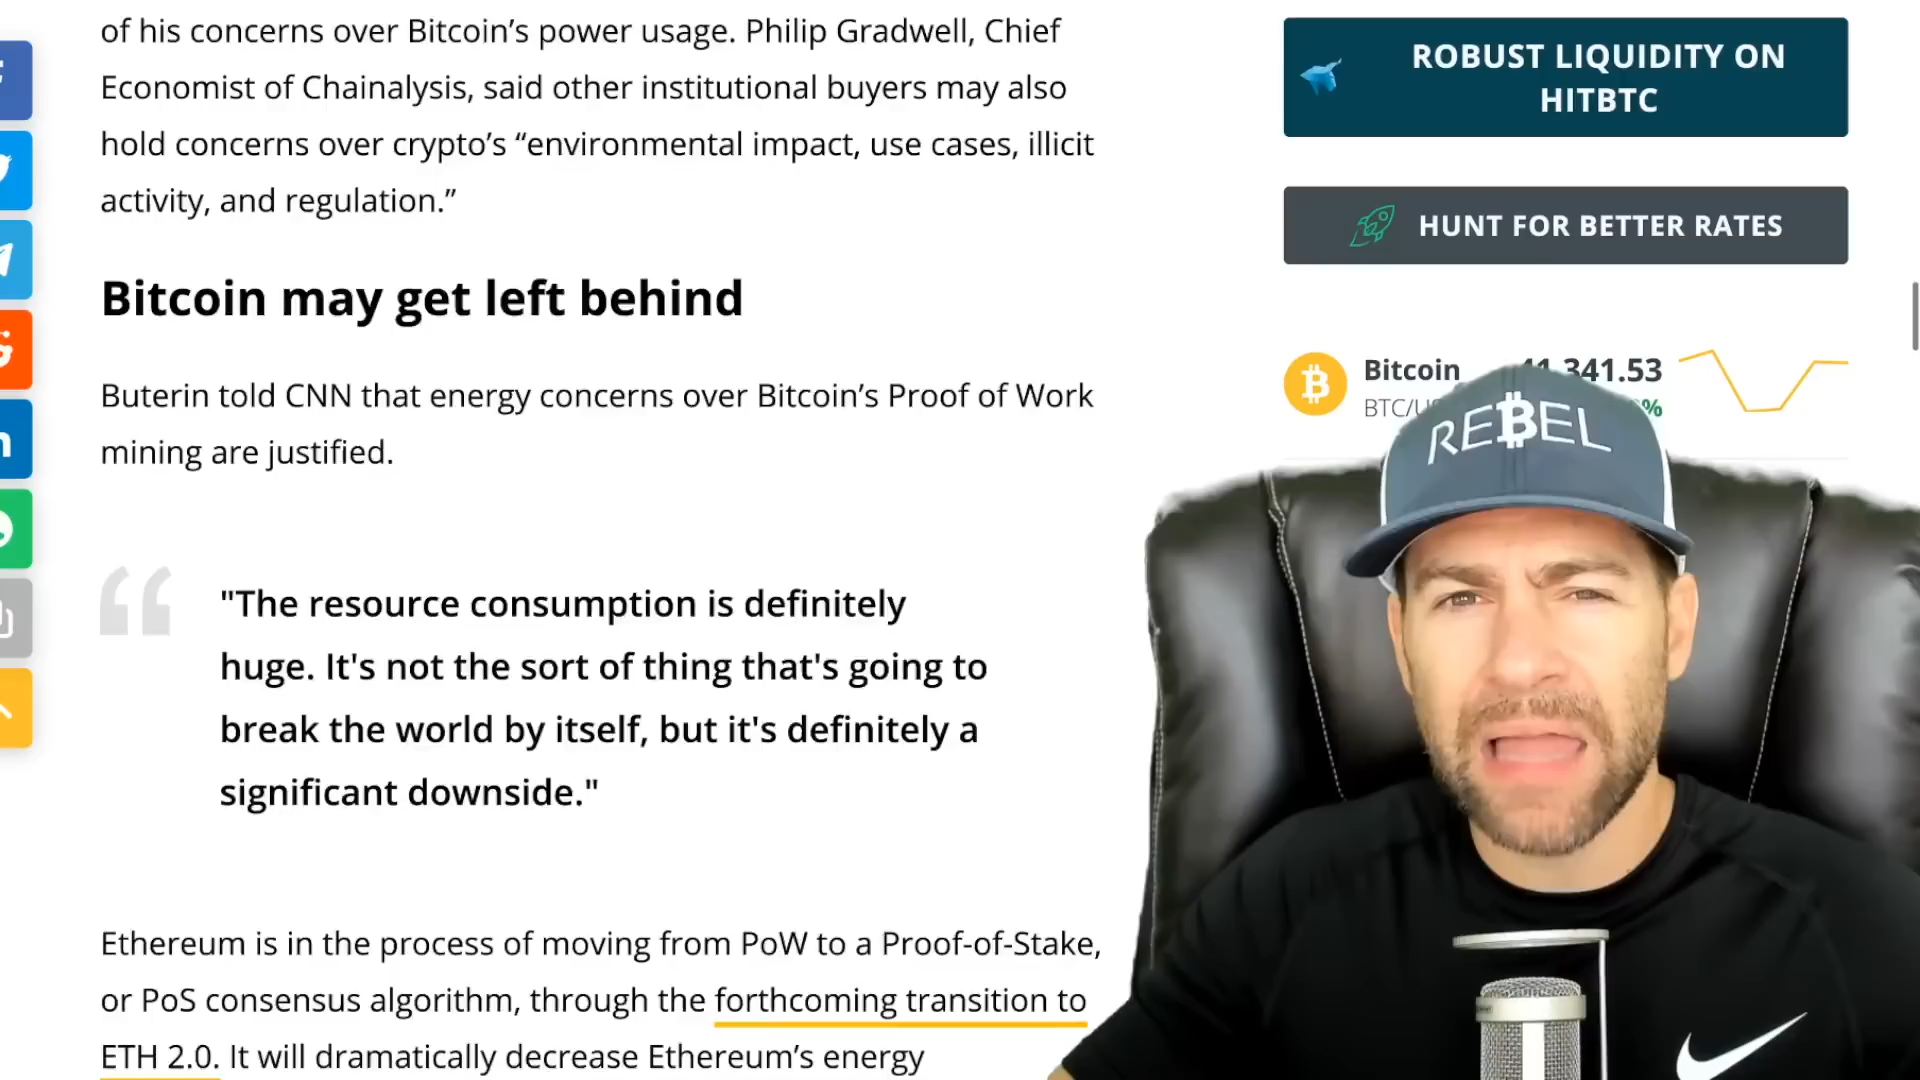 of his concerns over Bitcoin’s power usage. Philip Gradwell, Chief
Economist of Chainalysis, said other institutional buyers may also
hold concerns over crypto’s “environmental impact, use cases, illicit
activity, and regulation.”
Bitcoin may get left behind
Buterin told CNN that energy concerns over Bitcoin’s Proof of Work
mining are justified.
"The resource consumption is definitely
huge. It's not the sort of thing that's going to
break the world by itself, but it's definitely a
significant downside."
Ethereum is in the process of moving from PoW to a Proof-of-Stake,
or PoS consensus algorithm, through the forthcoming transition to
ETH 2.0. It will dramatically decrease Ethereum’s energy
ROBUST LIQUIDITY ON
HITBTC
HUNT FOR BETTER RATES
Bitcoin 41,341.53
BTC/U %
REBEL